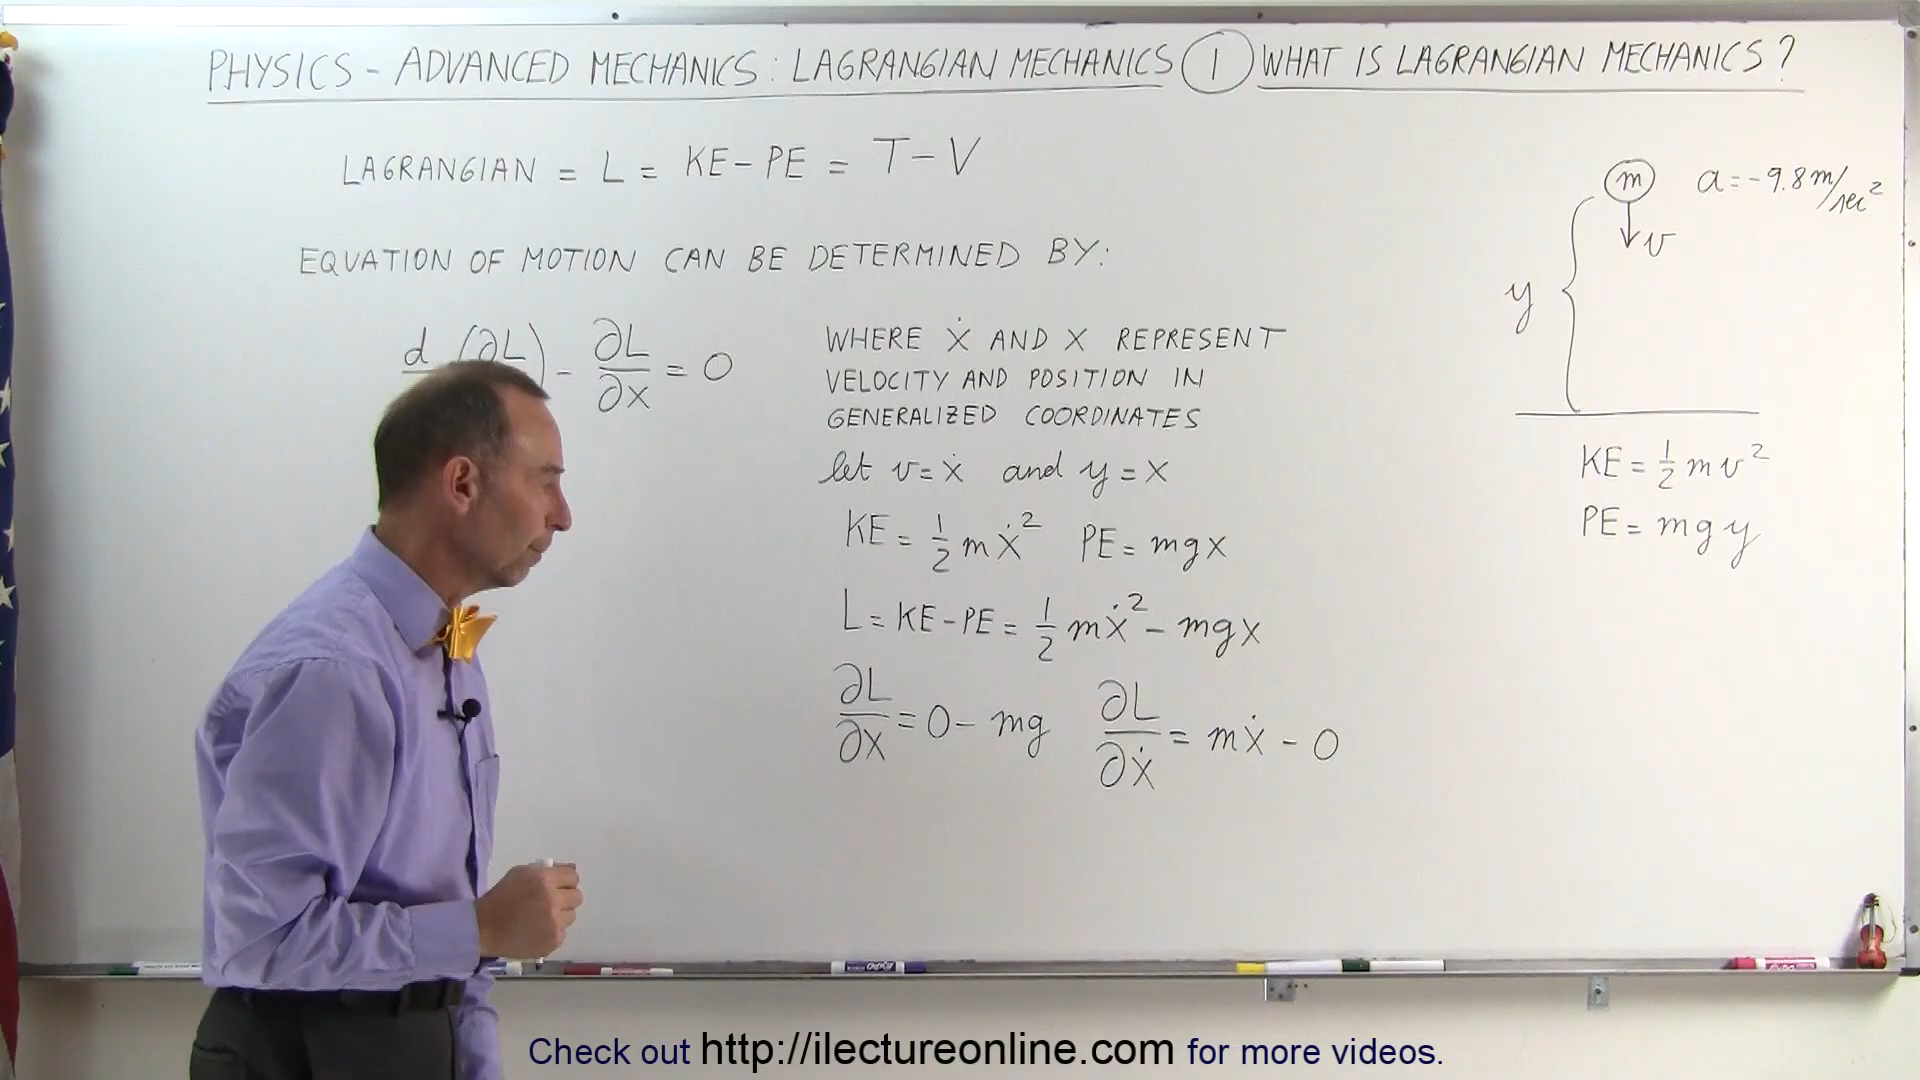 PHYSICS - ADVANCED MECHANICS: LAGRANGIAN MECHANICS 1 WHAT IS LAGRANGIAN MECHANICS?
LAGRANGIAN = L = KE - PE = T - V
EQUATION OF MOTION CAN BE DETERMINED BY:
d (∂L) - ∂L/∂x = 0
WHERE ẋ AND x REPRESENT
VELOCITY AND POSITION IN
GENERALIZED COORDINATES
let v = ẋ and y = x
KE = 1/2 mẋ² PE = mgx
L = KE - PE = 1/2 mẋ² - mgx
∂L/∂x = 0 - mg ∂L/∂ẋ = mẋ - 0
m a = -9.8 m/sec²
v
y
KE = 1/2 m v²
PE = mgy
Check out http://ilectureonline.com for more videos.